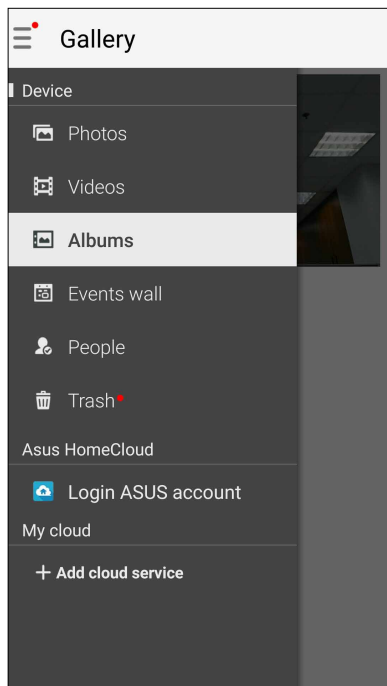 Gallery
Device
Photos
Videos
Albums
Events wall
People
Trash
Asus HomeCloud
Login ASUS account
My cloud
+ Add cloud service